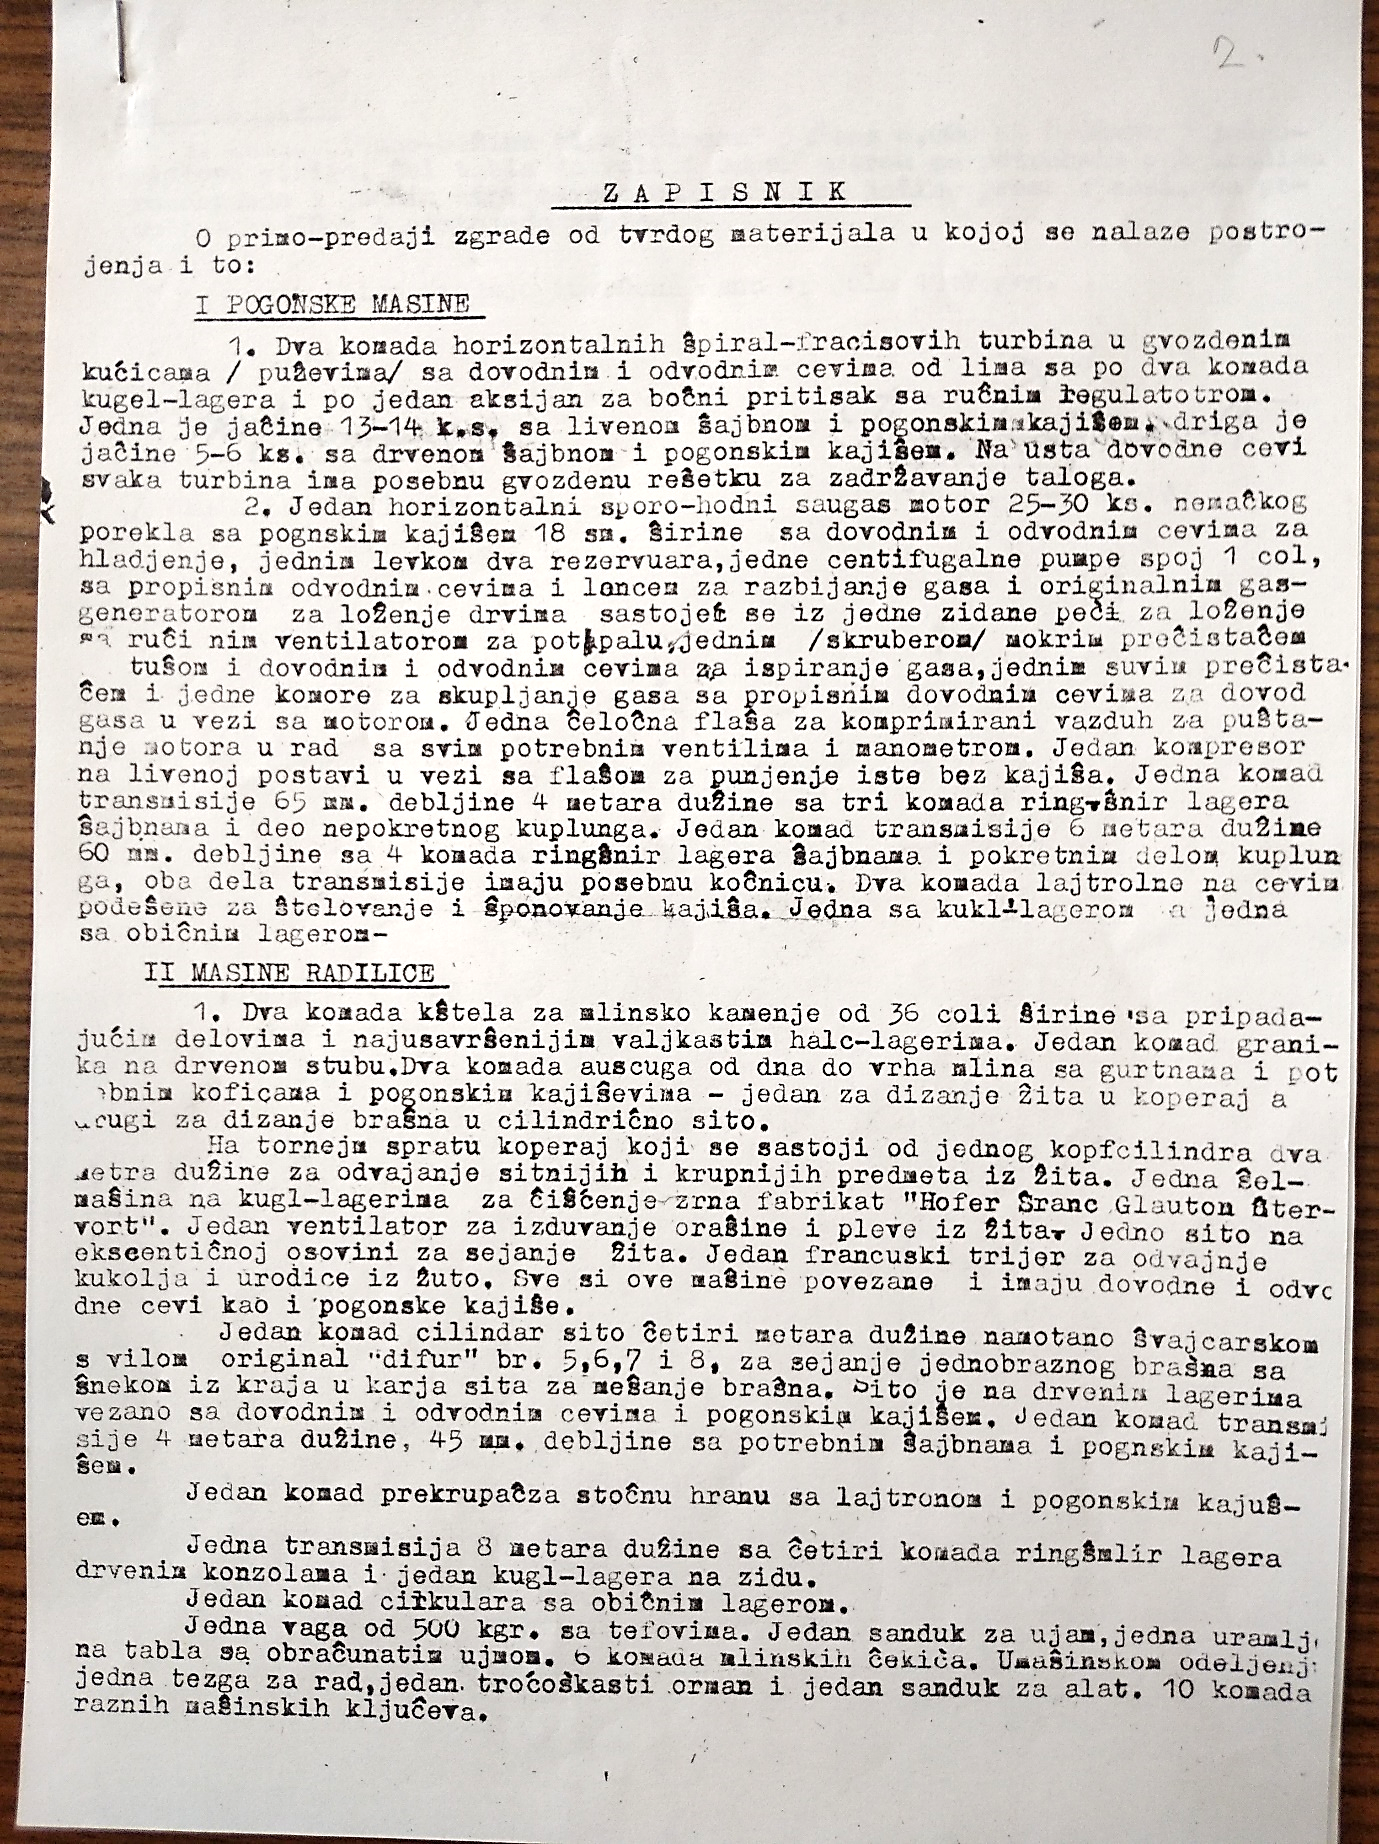 2.
Z A P I S N I K
O primo-predaji zgrade od tvrdog materijala u kojoj se nalaze postro-
jenja i to:
I POGONSKE MASINE
1. Dva komada horizontalnih špiral-fracisovih turbina u gvozdenim
kućicama / puževima/ sa dovodnim i odvodnim cevima od lima sa po dva komada
kugel-lagera i po jedan aksijan za bočni pritisak sa ručnim regulatotrom.
Jedna je jačine 13-14 k.s. sa livenom šajbnom i pogonskim kajišem. driga je
jačine 5-6 ks. sa drvenom šajbnom i pogonskim kajišem. Na usta dovodne cevi
svaka turbina ima posebnu gvozdenu rešetku za zadržavanje taloga.
2. Jedan horizontalni sporo-hodni saugas motor 25-30 ks. nemačkog
porekla sa pognskim kajišem 18 sm. širine sa dovodnim i odvodnim cevima za
hladjenje, jednim levkom dva rezervuara,jedne centifugalne pumpe spoj 1 col,
sa propisnim odvodnim cevima i loncem za razbijanje gasa i originalnim gas-
generatorom za loženje drvima sastojeć se iz jedne zidane peći za loženje
sa ruči nim ventilatorom za potpalu,jednim /skruberom/ mokrim prečistačem
tušom i dovodnim i odvodnim cevima za ispiranje gasa,jednim suvim prečista-
čem i jedne komore za skupljanje gasa sa propisnim dovodnim cevima za dovod
gasa u vezi sa motorom. Jedna čeločna flaša za komprimirani vazduh za pušta-
nje motora u rad sa svim potrebnim ventilima i manometrom. Jedan kompresor
na livenoj postavi u vezi sa flašom za punjenje iste bez kajiša. Jedna komad
transmisije 65 mm. debljine 4 metara dužine sa tri komada ring-šnir lagera
šajbnama i deo nepokretnog kuplunga. Jedan komad transmisije 6 metara dužine
60 mm. debljine sa 4 komada ringšnir lagera šajbnama i pokretnim delom kuplun
ga, oba dela transmisije imaju posebnu kočnicu. Dva komada lajtrolne na cevim
podešene za štelovanje i šponovanje kajiša. Jedna sa kukl-lagerom a jedna
sa običnim lagerom-
II MASINE RADILICE
1. Dva komada kštela za mlinsko kamenje od 36 coli širine sa pripada-
jućim delovima i najusavršenijim valjkastim halc-lagerima. Jedan komad grani-
ka na drvenom stubu.Dva komada auscuga od dna do vrha mlina sa gurtnama i pot
ebnim koficama i pogonskim kajiševima - jedan za dizanje žita u koperaj a
drugi za dizanje brašna u cilindrično sito.
Ha tornejm spratu koperaj koji se sastoji od jednog kopfcilindra dva
metra dužine za odvajanje sitnijih i krupnijih predmeta iz žita. Jedna šel-
mašina na kugl-lagerima za čišćenje zrna fabrikat "Hofer Šranc Glauton šter-
vort". Jedan ventilator za izduvanje orašine i pleve iz žita. Jedno sito na
ekscentičnoj osovini za sejanje žita. Jedan francuski trijer za odvajnje
kukolja i urodice iz žuto. Sve si ove mašine povezane i imaju dovodne i odvo
dne cevi kao i pogonske kajiše.
Jedan komad cilindar sito četiri metara dužine namotano švajcarskom
s vilom original "difur" br. 5,6,7 i 8, za sejanje jednobraznog brašna sa
šnekom iz kraja u karja sita za mešanje brašna. Sito je na drvenim lagerima
vezano sa dovodnim i odvodnim cevima i pogonskim kajišem. Jedan komad transmi
sije 4 metara dužine, 45 mm. debljine sa potrebnim šajbnama i pognskim kaji-
šem.
Jedan komad prekrupačza stočnu hranu sa lajtronom i pogonskim kajuš-
em.
Jedna transmisija 8 metara dužine sa četiri komada ringšmlir lagera
drvenim konzolama i jedan kugl-lagera na zidu.
Jedan komad cirkulara sa običnim lagerom.
Jedna vaga od 500 kgr. sa tefovima. Jedan sanduk za ujam,jedna uramlj
na tabla sa obračunatim ujmom. 6 komada mlinskih čekića. Umašinskom odeljenj
jedna tezga za rad,jedan tročoškasti orman i jedan sanduk za alat. 10 komada
raznih mašinskih ključeva.